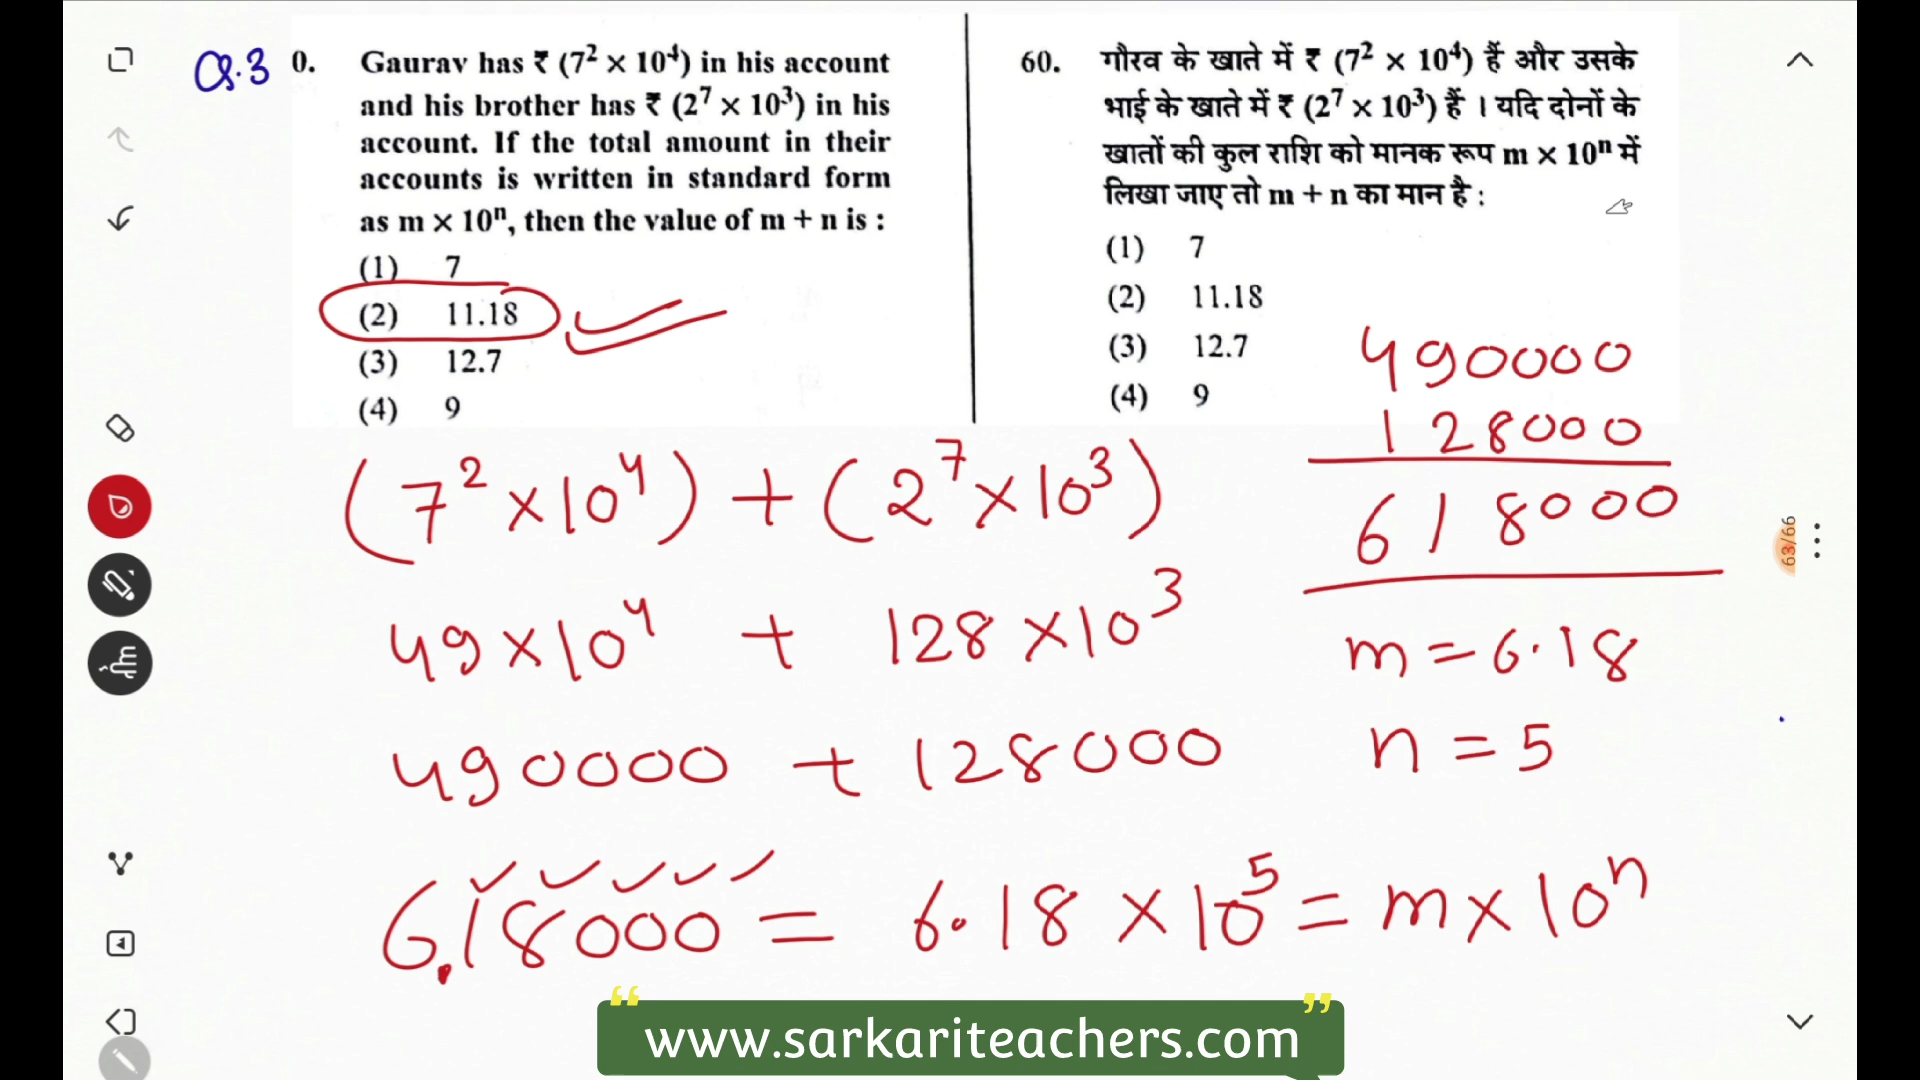 Q.3
0. Gaurav has ₹ (7² × 10⁴) in his account
and his brother has ₹ (2⁷ × 10³) in his
account. If the total amount in their
accounts is written in standard form
as m × 10ⁿ, then the value of m + n is :
(1) 7
(2) 11.18
(3) 12.7
(4) 9
60. गौरव के खाते में ₹ (7² × 10⁴) हैं और उसके
भाई के खाते में ₹ (2⁷ × 10³) हैं । यदि दोनों के
खातों की कुल राशि को मानक रूप m × 10ⁿ में
लिखा जाए तो m + n का मान है :
(1) 7
(2) 11.18
(3) 12.7
(4) 9
490000
128000
618000
m = 6.18
n = 5
(7² × 10⁴) + (2⁷ × 10³)
49 × 10⁴ + 128 × 10³
490000 + 128000
6.18000 = 6.18 × 10⁵ = m × 10ⁿ
63/66
“www.sarkariteachers.com”